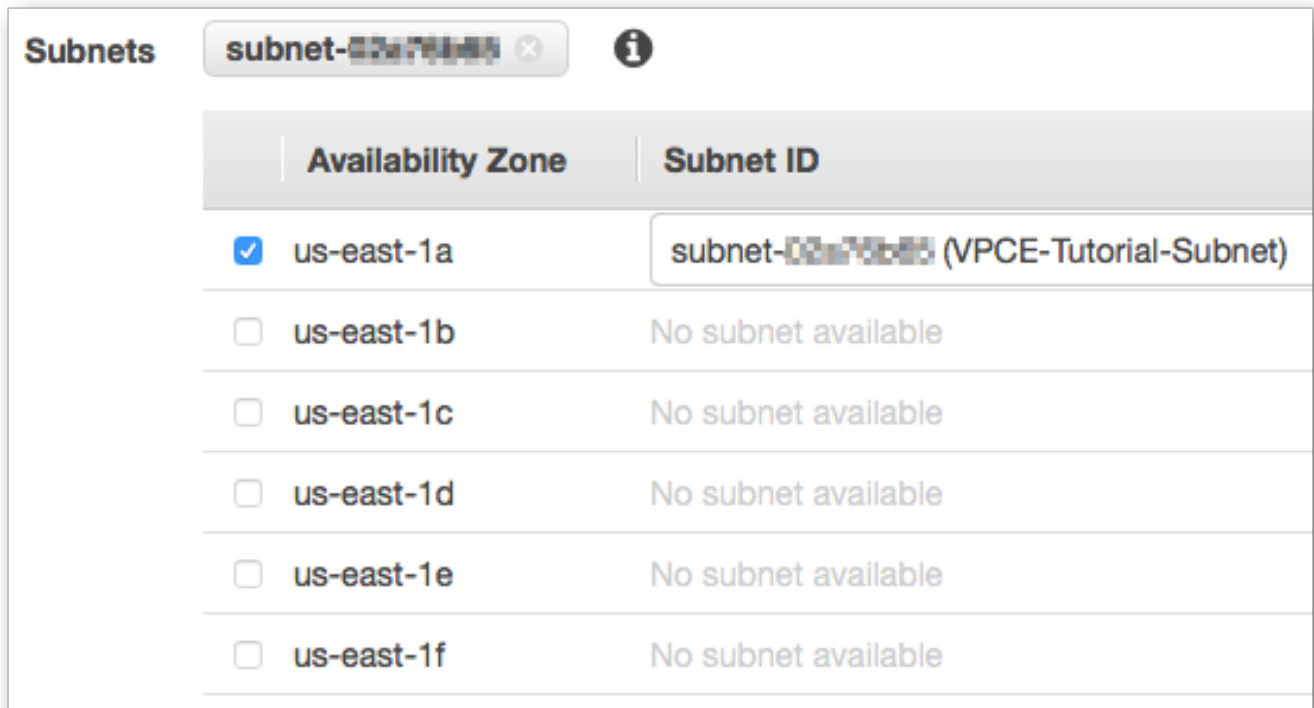 Subnets subnet-
Availability Zone Subnet ID
us-east-1a subnet- (VPCE-Tutorial-Subnet)
us-east-1b No subnet available
us-east-1c No subnet available
us-east-1d No subnet available
us-east-1e No subnet available
us-east-1f No subnet available